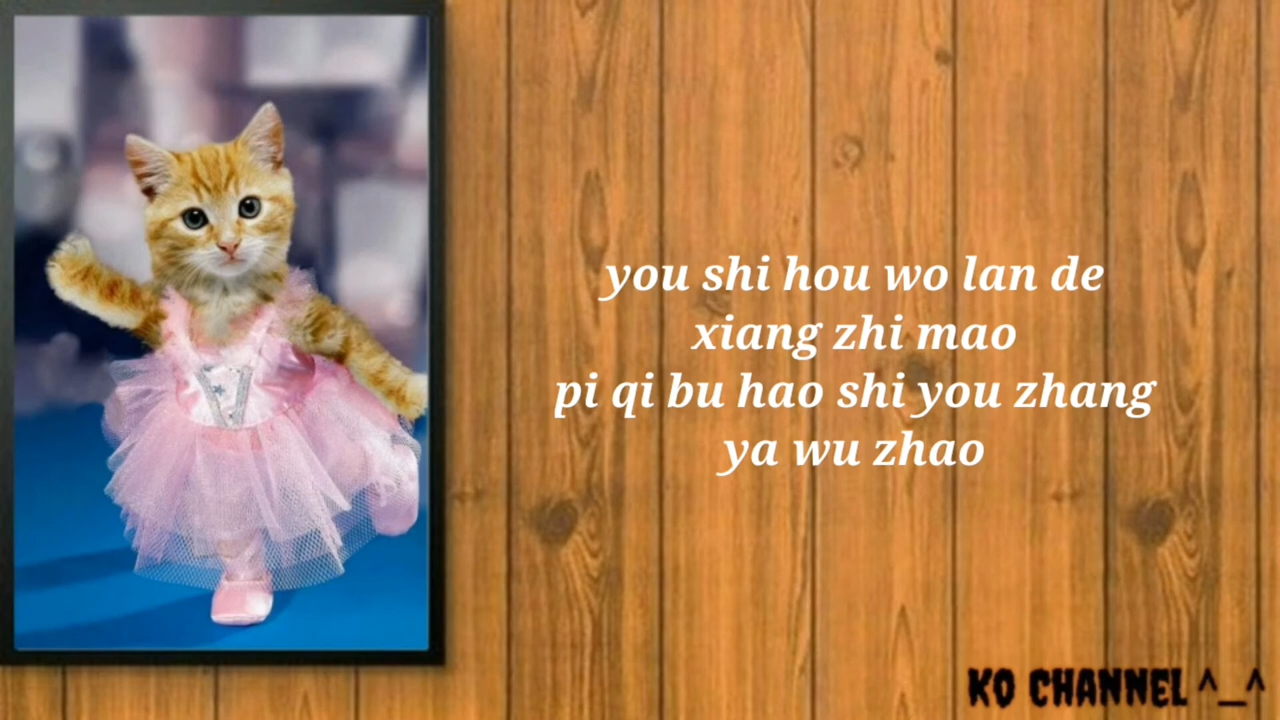 you shi hou wo lan de
xiang zhi mao
pi qi bu hao shi you zhang
ya wu zhao
KO CHANNEL ^_^